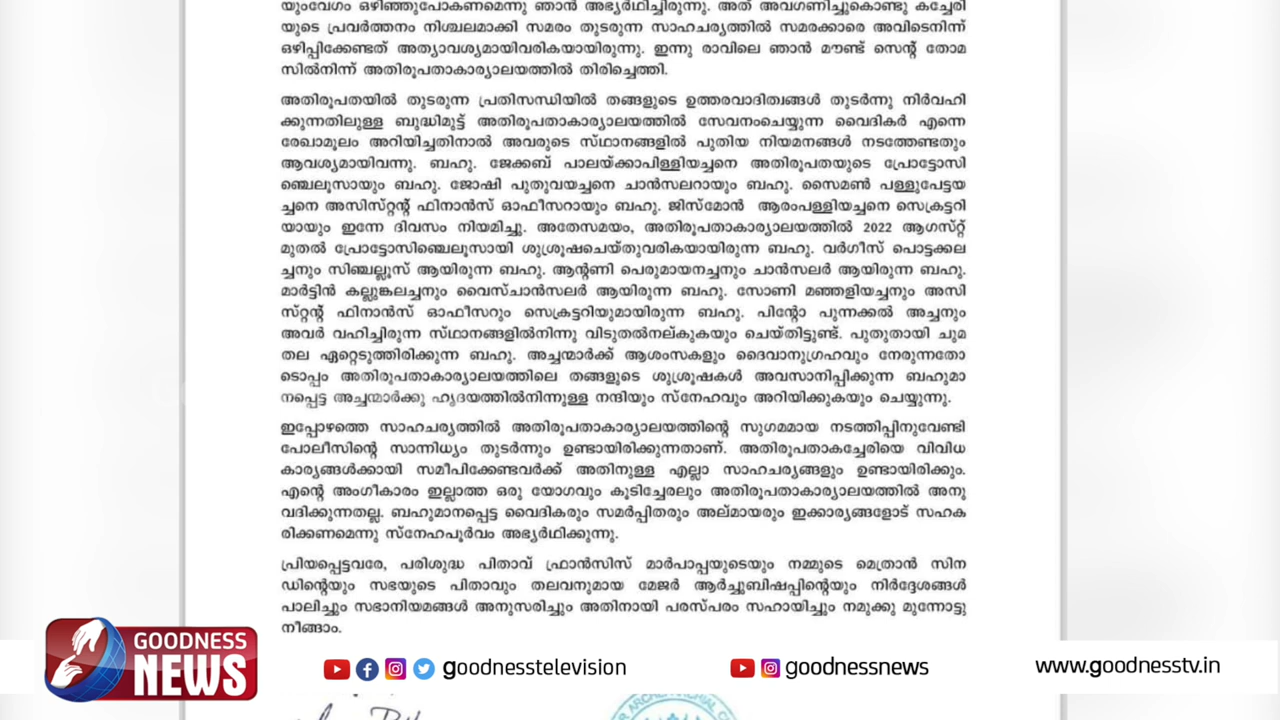 യുംവേഗം ഒഴിഞ്ഞുപോകണമെന്നു ഞാൻ അഭ്യർഥിച്ചിരുന്നു. അത് അവഗണിച്ചുകൊണ്ടു കച്ചേരി
യുടെ പ്രവർത്തനം നിശ്ചലമാക്കി സമരം തുടരുന്ന സാഹചര്യത്തിൽ സമരക്കാരെ അവിടെനിന്ന്
ഒഴിപ്പിക്കേണ്ടത് അത്യാവശ്യമായിവരികയായിരുന്നു. ഇന്നു രാവിലെ ഞാൻ മൗണ്ട് സെന്റ് തോമ
സിൽനിന്ന് അതിരൂപതാകാര്യാലയത്തിൽ തിരിച്ചെത്തി.
അതിരൂപതയിൽ തുടരുന്ന പ്രതിസന്ധിയിൽ തങ്ങളുടെ ഉത്തരവാദിത്വങ്ങൾ തുടർന്നു നിർവഹി
ക്കുന്നതിലുള്ള ബുദ്ധിമുട്ട് അതിരൂപതാകാര്യാലയത്തിൽ സേവനംചെയ്യുന്ന വൈദികർ എന്നെ
രേഖാമൂലം അറിയിച്ചതിനാൽ അവരുടെ സ്ഥാനങ്ങളിൽ പുതിയ നിയമനങ്ങൾ നടത്തേണ്ടതും
ആവശ്യമായിവന്നു. ബഹു. ജേക്കബ് പാലയ്ക്കാപിള്ളിയച്ചനെ അതിരൂപതയുടെ പ്രോട്ടോസി
ഞ്ചെലൂസായും ബഹു. ജോഷി പുതുവയച്ചനെ ചാൻസലറായും ബഹു. സൈമൺ പള്ളുപേട്ടയ
ച്ചനെ അസിസ്റ്റന്റ് ഫിനാൻസ് ഓഫീസറായും ബഹു. ജിസ്മോൻ ആരംപള്ളിയച്ചനെ സെക്രട്ടറി
യായും ഇന്നേ ദിവസം നിയമിച്ചു. അതേസമയം, അതിരൂപതാകാര്യാലയത്തിൽ 2022 ആഗസ്റ്റ്
മുതൽ പ്രോട്ടോസിഞ്ചെലൂസായി ശുശ്രൂഷചെയ്തുവരികയായിരുന്ന ബഹു. വർഗീസ് പൊട്ടക്കല
ച്ചനും സിഞ്ചല്ലൂസ് ആയിരുന്ന ബഹു. ആന്റണി പെരുമായനച്ചനും ചാൻസലർ ആയിരുന്ന ബഹു.
മാർട്ടിൻ കല്ലുങ്കലച്ചനും വൈസ്ചാൻസലർ ആയിരുന്ന ബഹു. സോണി മഞ്ഞളിയച്ചനും അസി
സ്റ്റന്റ് ഫിനാൻസ് ഓഫീസറും സെക്രട്ടറിയുമായിരുന്ന ബഹു. പിന്റോ പുന്നക്കൽ അച്ചനും
അവർ വഹിച്ചിരുന്ന സ്ഥാനങ്ങളിൽനിന്നു വിടുതൽനല്കുകയും ചെയ്തിട്ടുണ്ട്. പുതുതായി ചുമ
തല ഏറ്റെടുത്തിരിക്കുന്ന ബഹു. അച്ചന്മാർക്ക് ആശംസകളും ദൈവാനുഗ്രഹവും നേരുന്നതോ
ടൊപ്പം അതിരൂപതാകാര്യാലയത്തിലെ തങ്ങളുടെ ശുശ്രൂഷകൾ അവസാനിപ്പിക്കുന്ന ബഹുമാ
നപ്പെട്ട അച്ചന്മാർക്കു ഹൃദയത്തിൽനിന്നുള്ള നന്ദിയും സ്നേഹവും അറിയിക്കുകയും ചെയ്യുന്നു.
ഇപ്പോഴത്തെ സാഹചര്യത്തിൽ അതിരൂപതാകാര്യാലയത്തിന്റെ സുഗമമായ നടത്തിപ്പിനുവേണ്ടി
പോലീസിന്റെ സാന്നിധ്യം തുടർന്നും ഉണ്ടായിരിക്കുന്നതാണ്. അതിരൂപതാകച്ചേരിയെ വിവിധ
കാര്യങ്ങൾക്കായി സമീപിക്കേണ്ടവർക്ക് അതിനുള്ള എല്ലാ സാഹചര്യങ്ങളും ഉണ്ടായിരിക്കും.
എന്റെ അംഗീകാരം ഇല്ലാത്ത ഒരു യോഗവും കൂടിച്ചേരലും അതിരൂപതാകാര്യാലയത്തിൽ അനു
വദിക്കുന്നതല്ല. ബഹുമാനപ്പെട്ട വൈദികരും സമർപ്പിതരും അല്മായരും ഇക്കാര്യങ്ങളോട് സഹക
രിക്കണമെന്നു സ്നേഹപൂർവം അഭ്യർഥിക്കുന്നു.
പ്രിയപ്പെട്ടവരേ, പരിശുദ്ധ പിതാവ് ഫ്രാൻസിസ് മാർപാപ്പയുടെയും നമ്മുടെ മെത്രാൻ സിന
ഡിന്റെയും സഭയുടെ പിതാവും തലവനുമായ മേജർ ആർച്ചുബിഷപ്പിന്റെയും നിർദ്ദേശങ്ങൾ
പാലിച്ചും സഭാനിയമങ്ങൾ അനുസരിച്ചും അതിനായി പരസ്പരം സഹായിച്ചും നമുക്കു മുന്നോട്ടു
നീങ്ങാം.
GOODNESS
NEWS
goodnesstelevision
goodnessnews
www.goodnesstv.in